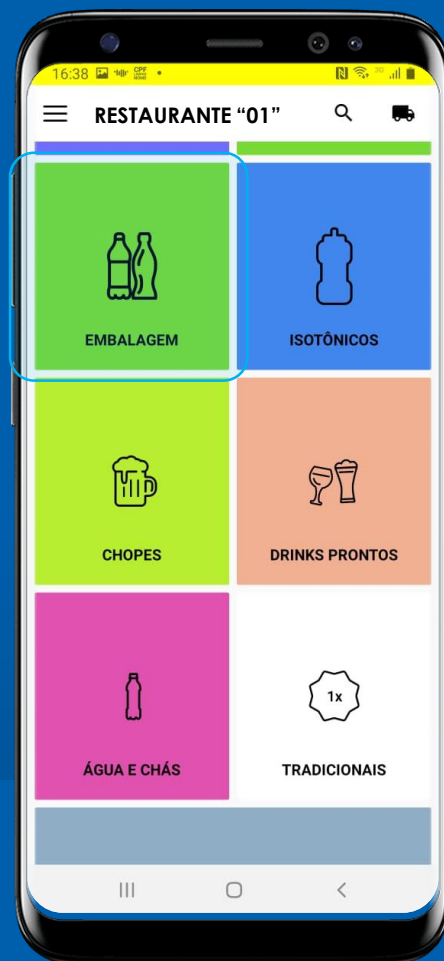 16:38
RESTAURANTE “01”
EMBALAGEM
ISOTÔNICOS
CHOPES
DRINKS PRONTOS
1x
ÁGUA E CHÁS
TRADICIONAIS